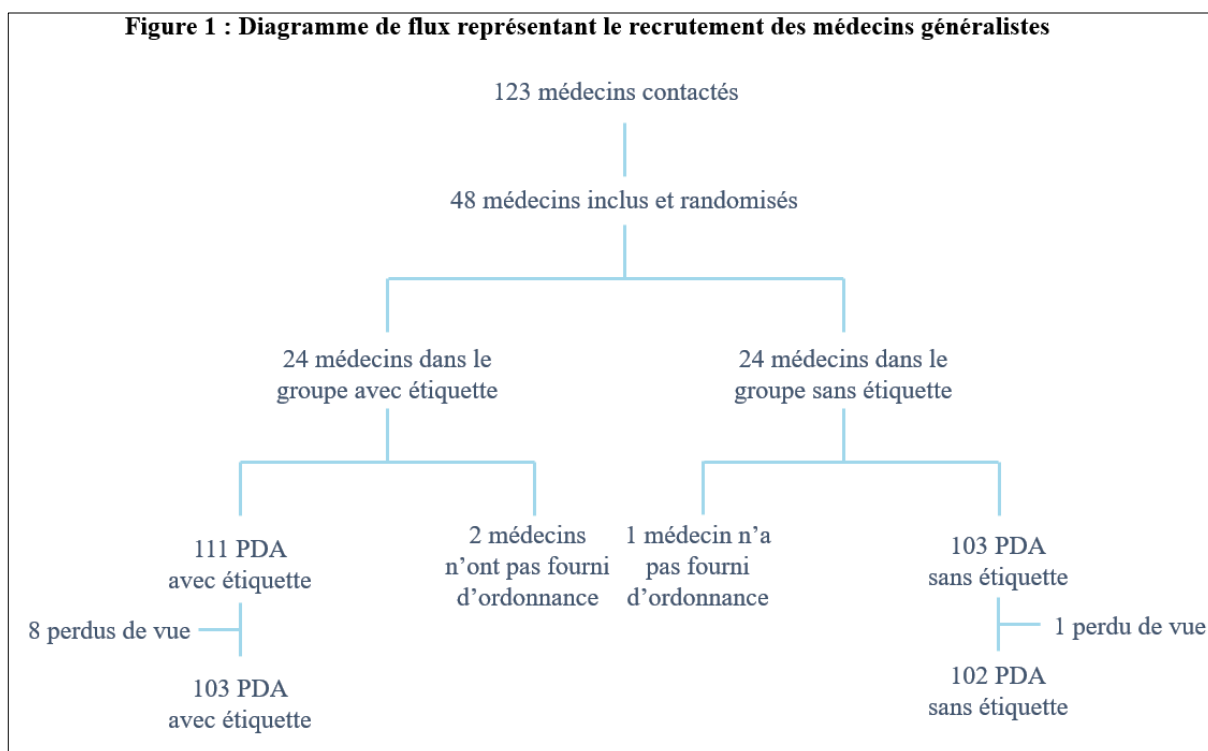 Figure 1 : Diagramme de flux représentant le recrutement des médecins généralistes
123 médecins contactés
48 médecins inclus et randomisés
24 médecins dans le
groupe avec étiquette
24 médecins dans le
groupe sans étiquette
111 PDA
avec étiquette
2 médecins
n’ont pas fourni
d’ordonnance
1 médecin n’a
pas fourni
d’ordonnance
103 PDA
sans étiquette
8 perdus de vue
1 perdu de vue
103 PDA
avec étiquette
102 PDA
sans étiquette